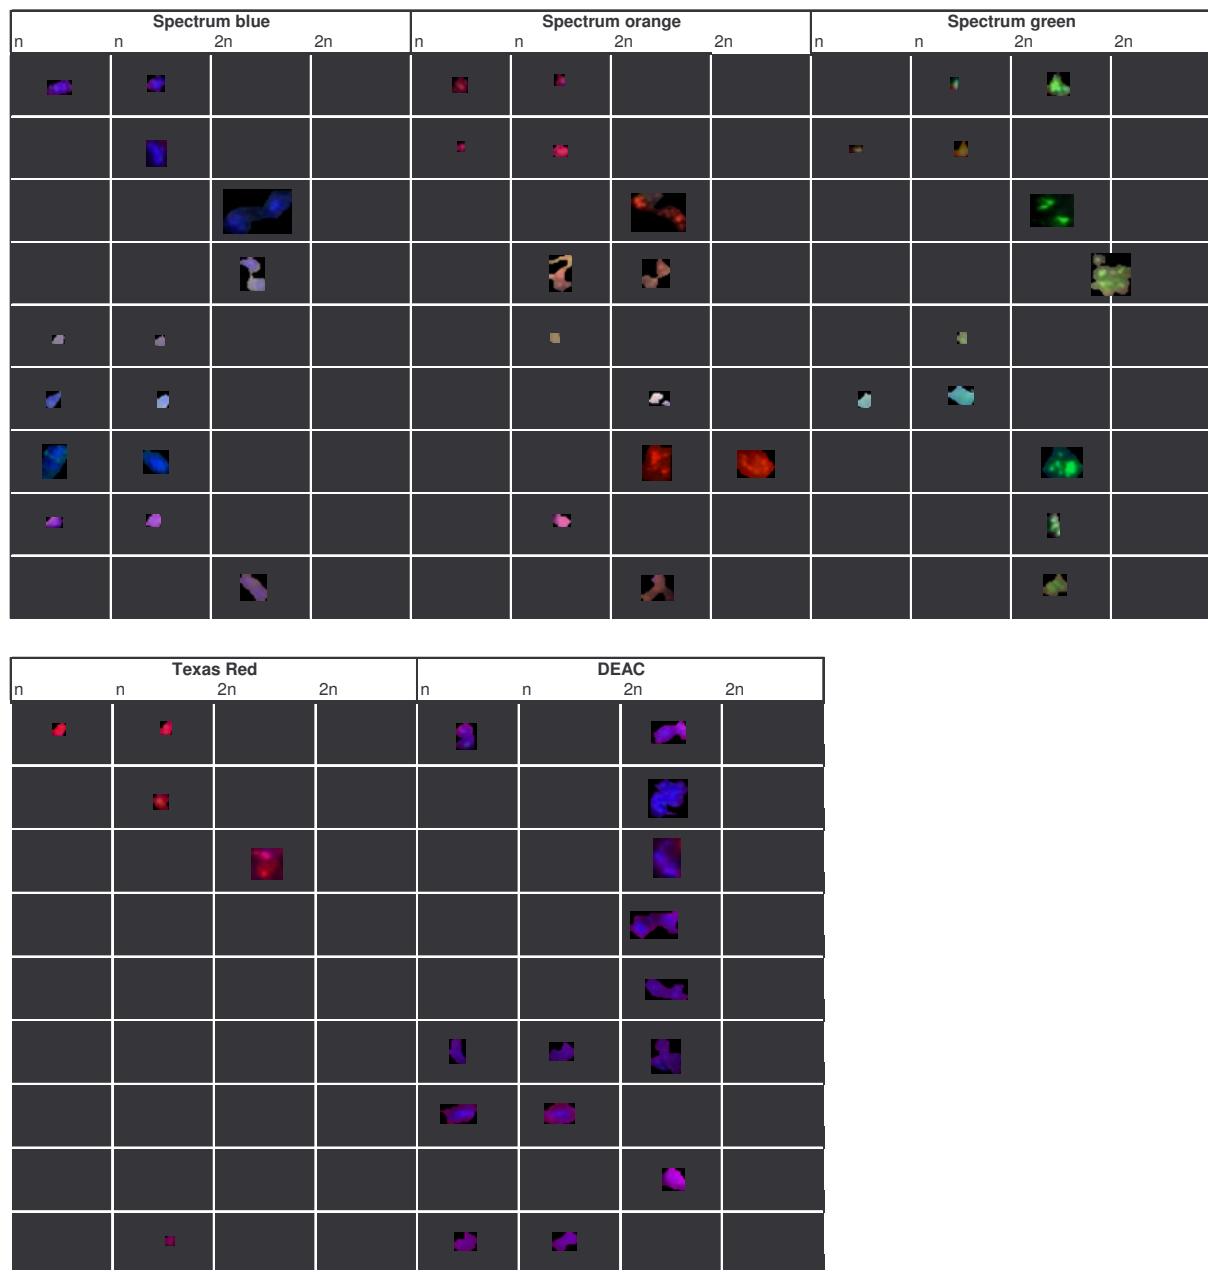 Spectrum blue Spectrum orange Spectrum green
n n 2n 2n n n 2n 2n n n 2n 2n
Texas Red DEAC
n n 2n 2n n n 2n 2n